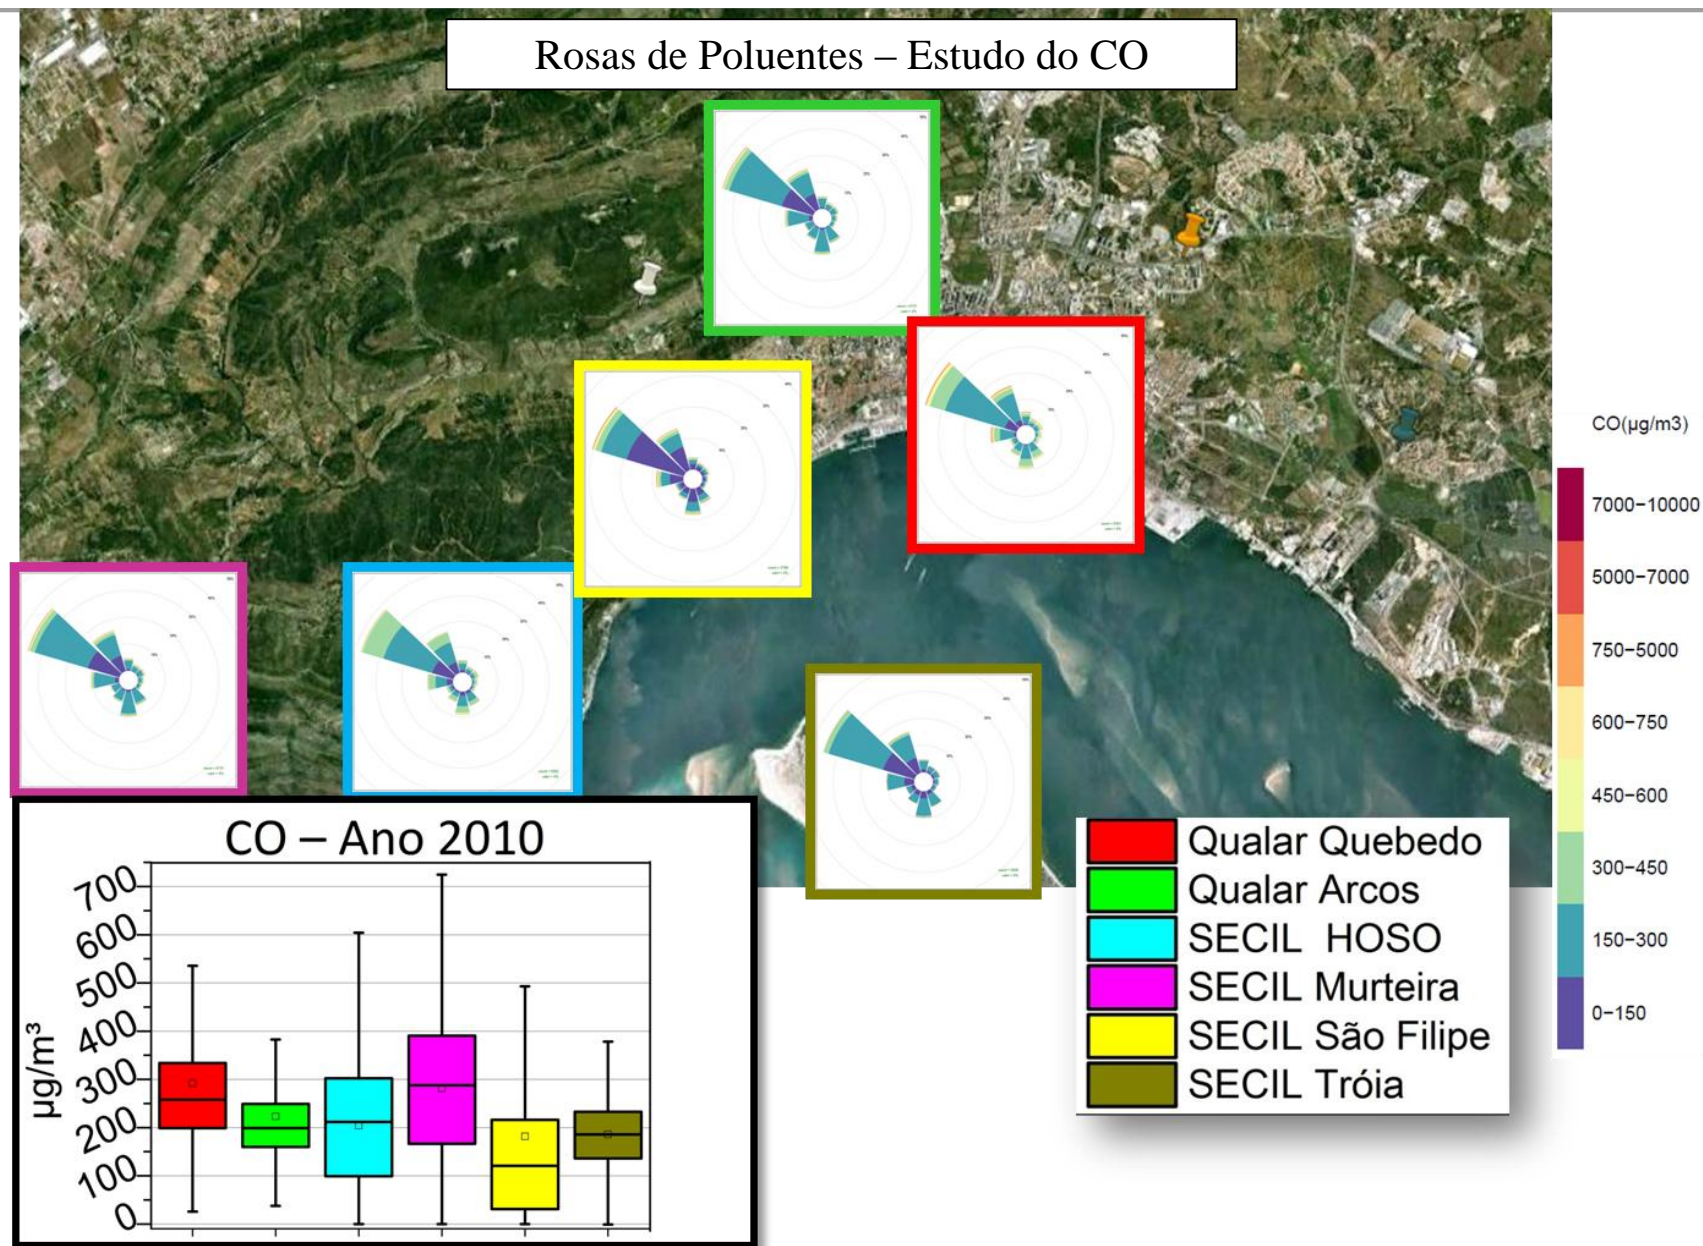 Rosas de Poluentes – Estudo do CO
CO(µg/m3)
7000−10000
5000−7000
750−5000
600−750
450−600
300−450
150−300
0−150
CO – Ano 2010
µg/m³
700
600
500
400
300
200
100
0
Qualar Quebedo
Qualar Arcos
SECIL HOSO
SECIL Murteira
SECIL São Filipe
SECIL Tróia